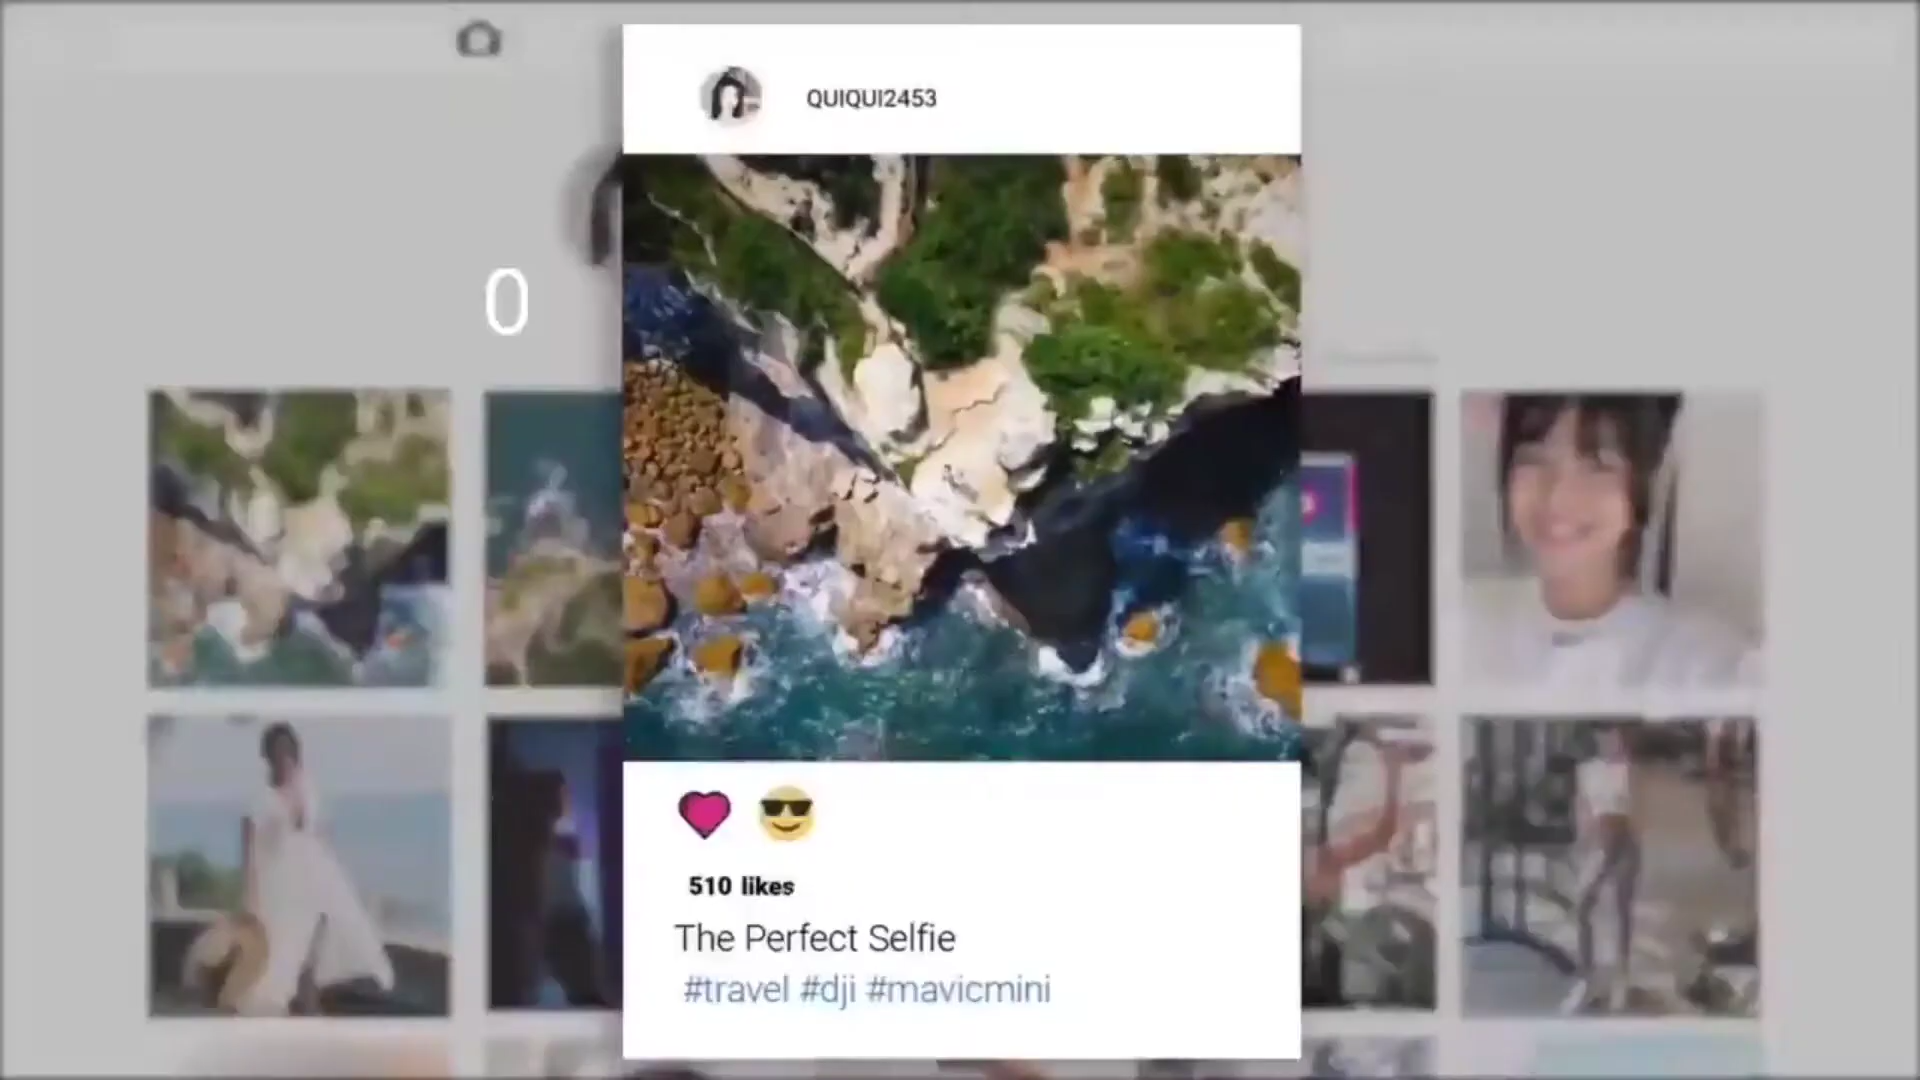 QUIQUI2453
0
510 likes
The Perfect Selfie
#travel #dji #mavicmini